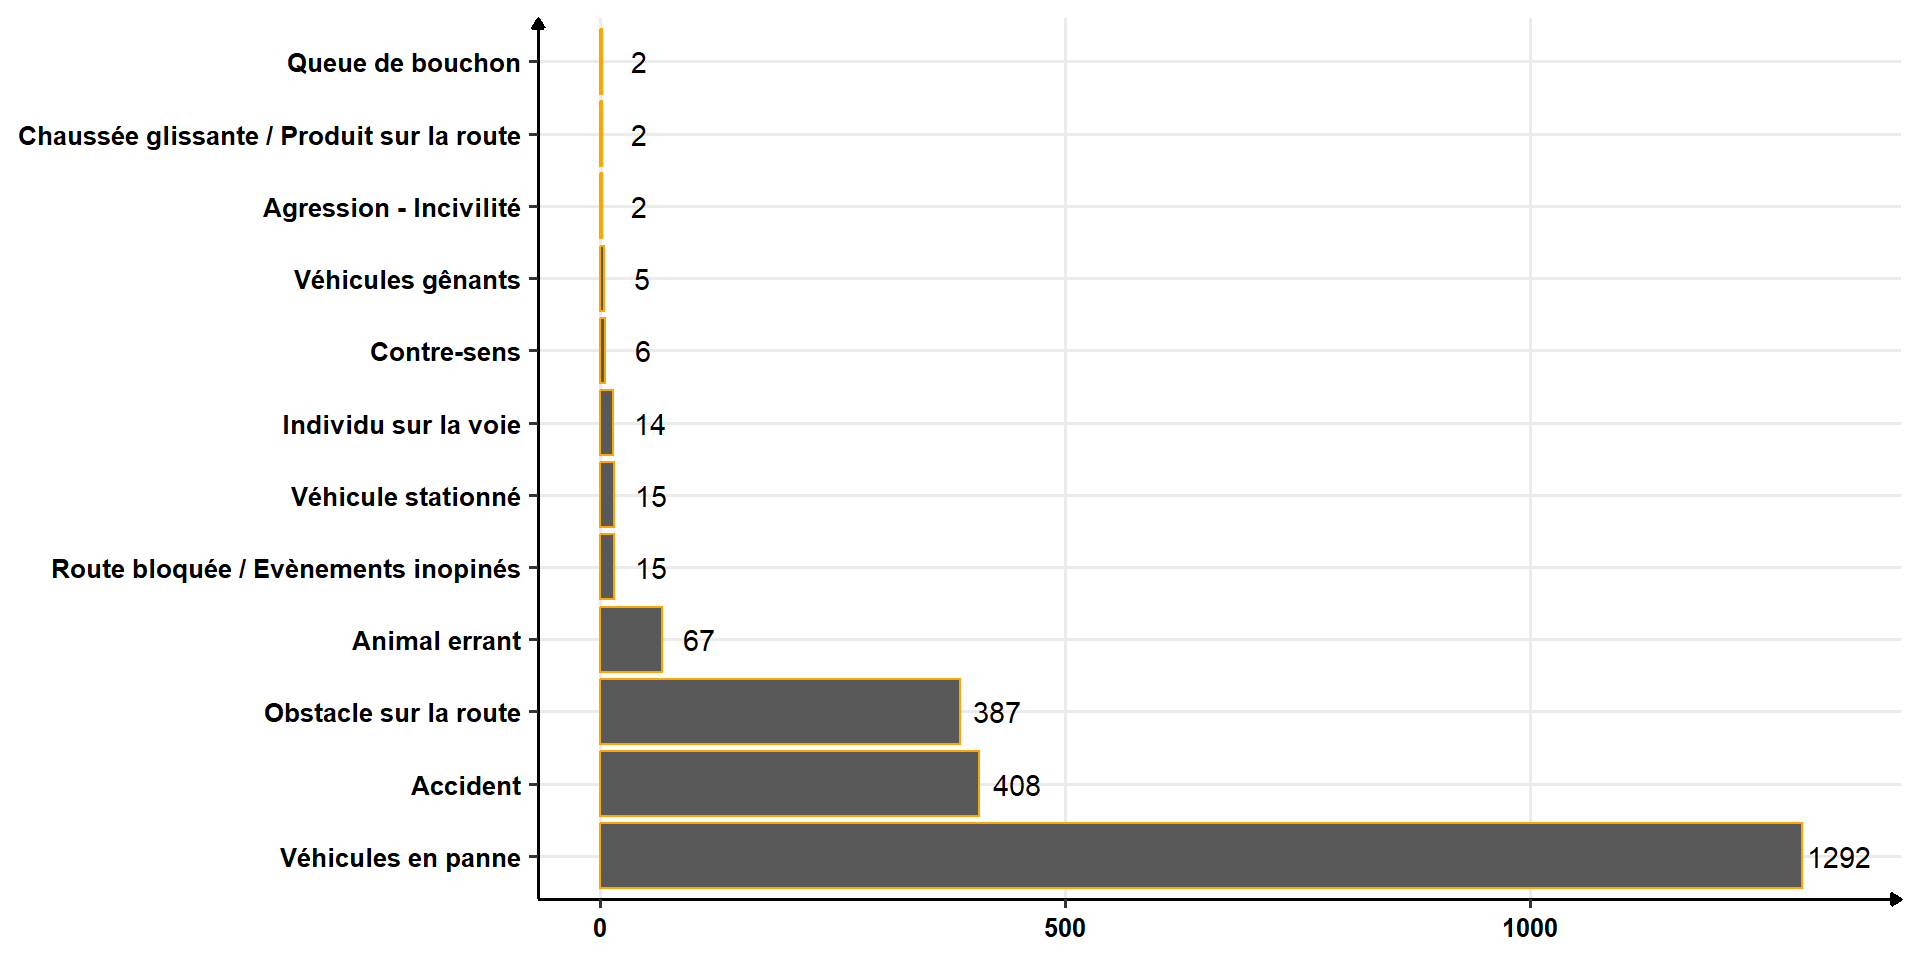 Queue de bouchon 2
Chaussée glissante / Produit sur la route 2
Agression - Incivilité 2
Véhicules gênants 5
Contre-sens 6
Individu sur la voie 14
Véhicule stationné 15
Route bloquée / Evènements inopinés 15
Animal errant 67
Obstacle sur la route 387
Accident 408
Véhicules en panne 1292
0 500 1000